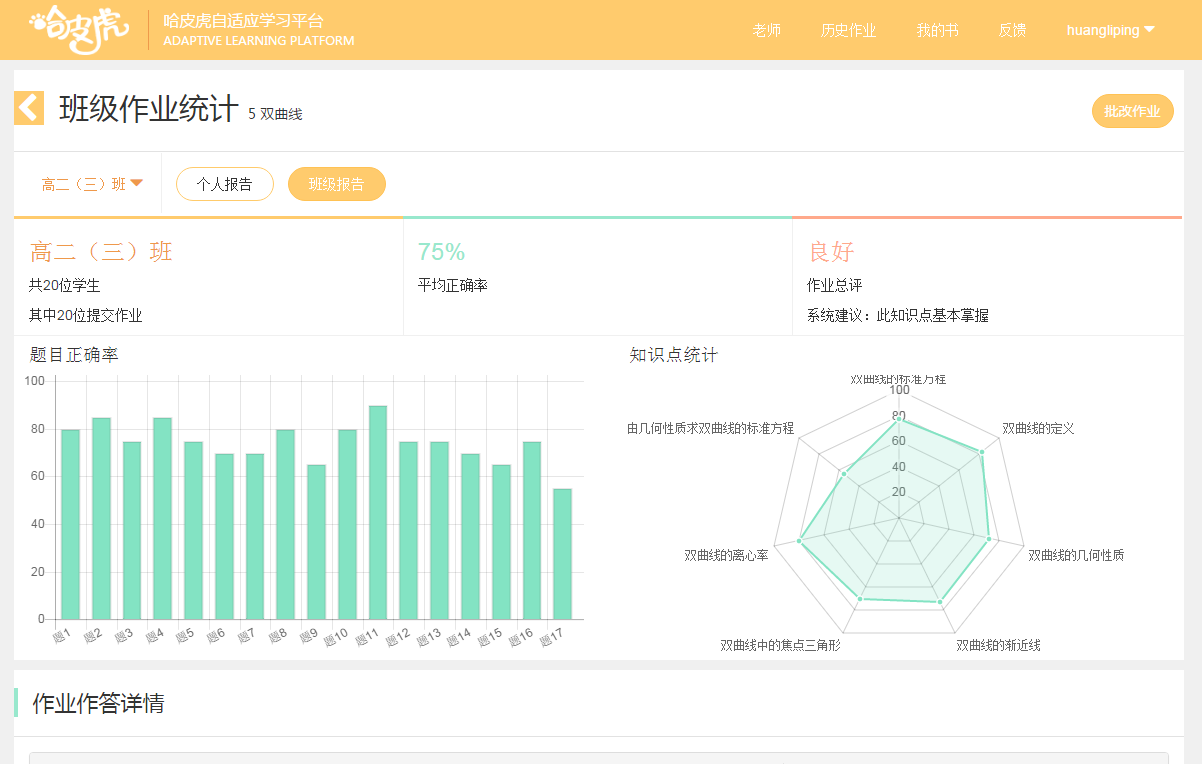 哈皮虎
哈皮虎自适应学习平台
ADAPTIVE LEARNING PLATFORM
老师
历史作业
我的书
反馈
huangliping
班级作业统计 5 双曲线
批改作业
高二（三）班
个人报告
班级报告
高二（三）班
共20位学生
其中20位提交作业
75%
平均正确率
良好
作业总评
系统建议：此知识点基本掌握
题目正确率
100
80
60
40
20
0
题1
题2
题3
题4
题5
题6
题7
题8
题9
题10
题11
题12
题13
题14
题15
题16
题17
知识点统计
双曲线的标准方程
100
80
60
40
20
双曲线的定义
双曲线的几何性质
双曲线的渐近线
双曲线中的焦点三角形
双曲线的离心率
由几何性质求双曲线的标准方程
作业作答详情